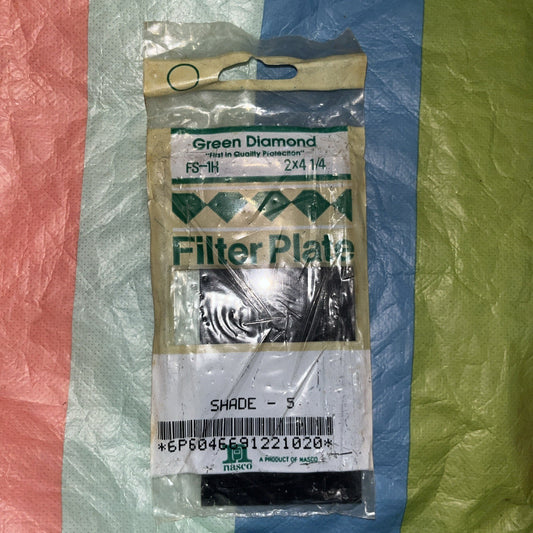 Green Diamond
"First in Quality Protection"
FS-1H 2X4 1/4
Filter Plate
SHADE - 5
*6P6046691221020*
H
nasco
A PRODUCT OF NASCO